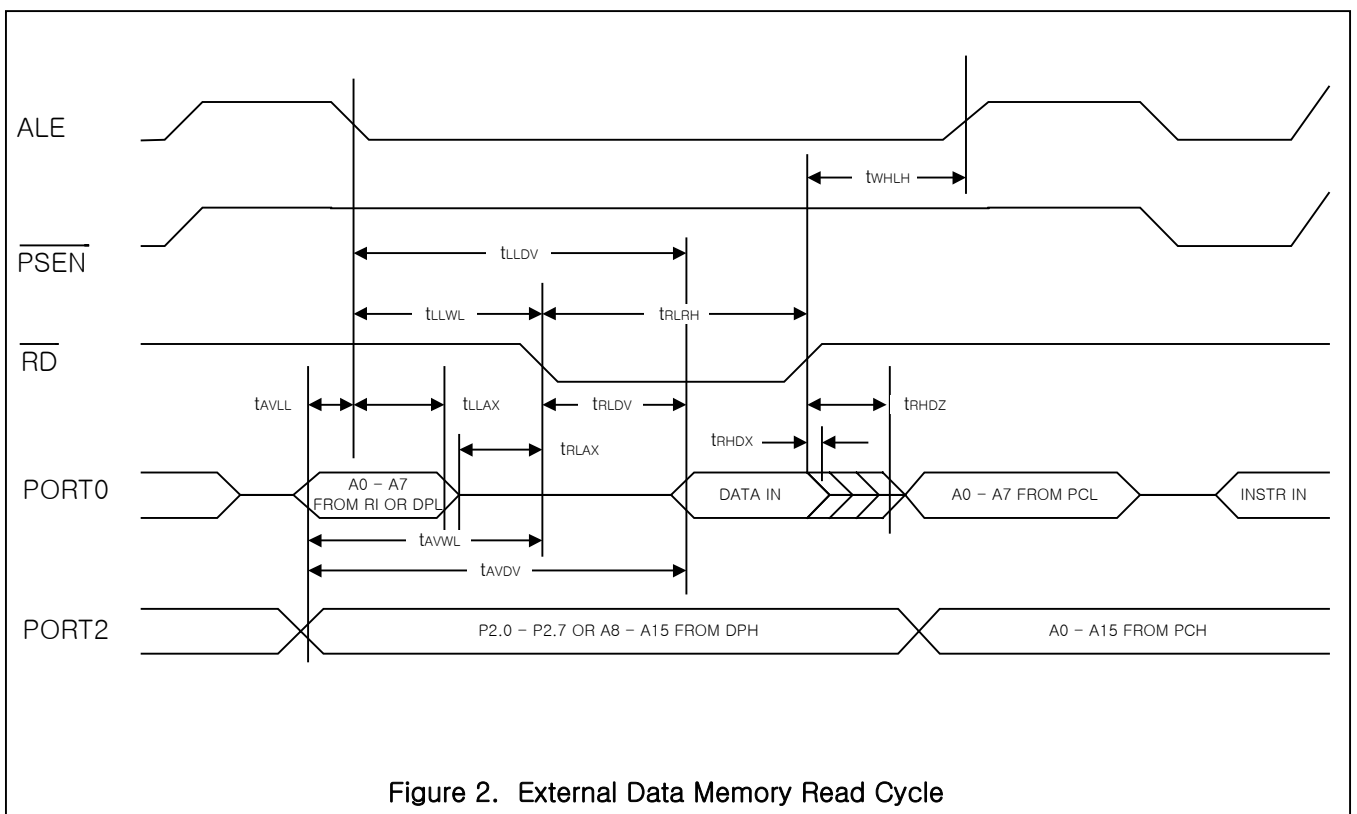 ALE
tWHLH
PSEN
tLLDV
tLLWL
tRLRH
RD
tAVLL
tLLAX
tRLDV
tRHDZ
tRHDX
tRLAX
PORT0
A0 - A7
FROM RI OR DPL
DATA IN
A0 - A7 FROM PCL
INSTR IN
tAVWL
tAVDV
PORT2
P2.0 - P2.7 OR A8 - A15 FROM DPH
A0 - A15 FROM PCH
Figure 2. External Data Memory Read Cycle